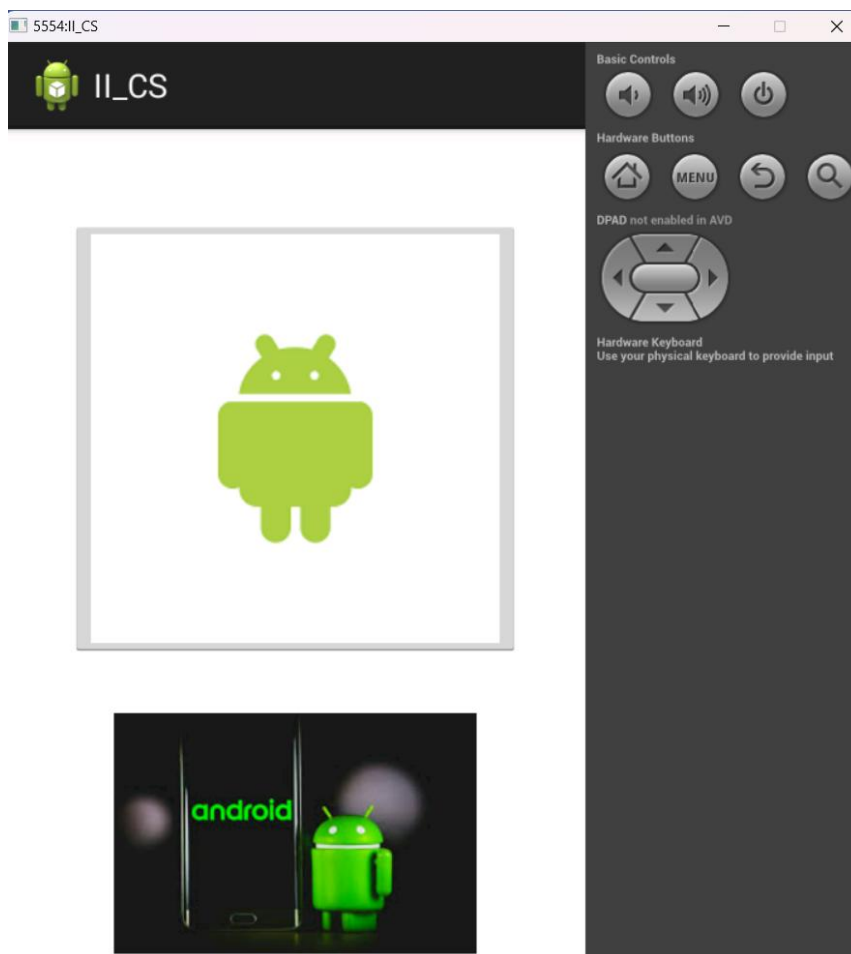 5554:II_CS
II_CS
Basic Controls
Hardware Buttons
MENU
DPAD not enabled in AVD
Hardware Keyboard
Use your physical keyboard to provide input
android